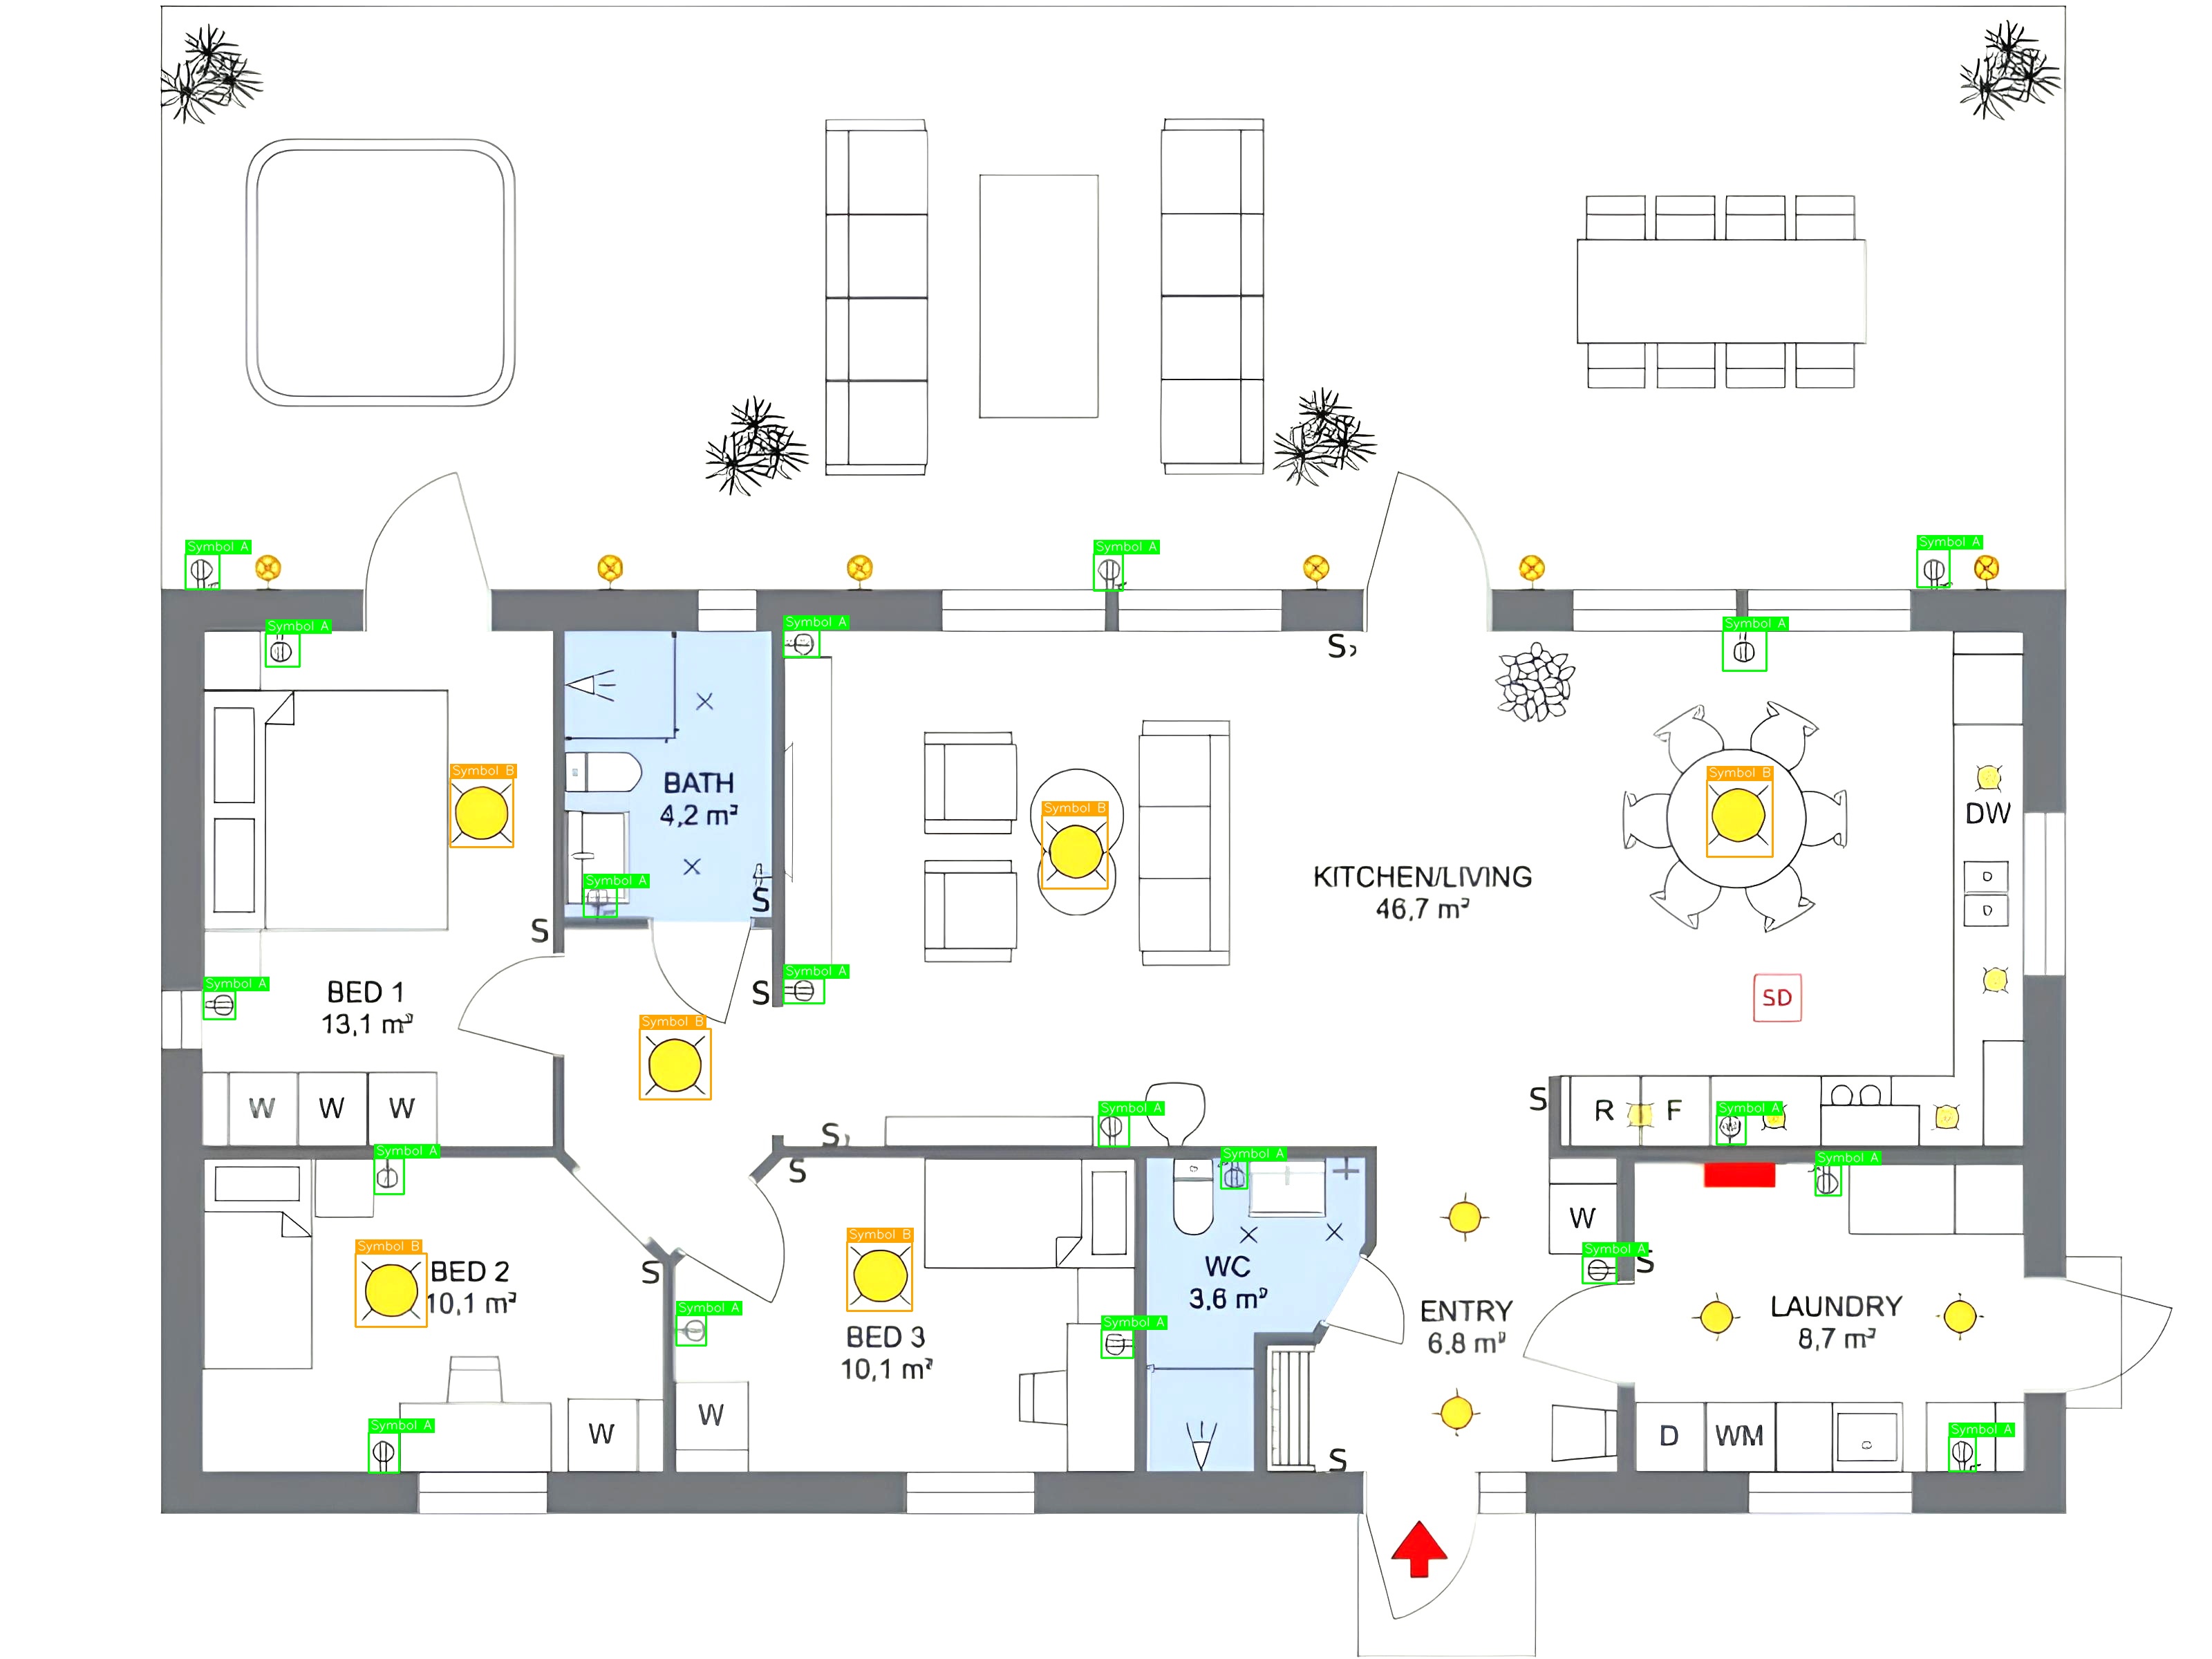 Symbol A
Symbol A
Symbol A
Symbol A
Symbol A
Symbol A
S
Symbol B
Symbol B
Symbol B
BATH
4,2 m²
DW
KITCHEN/LIVING
46,7 m²
Symbol A
S
S
Symbol A
Symbol A
BED 1
13,1 m²
S
SD
Symbol B
W
W
W
Symbol A
S
R
F
Symbol A
S
Symbol A
Symbol A
Symbol A
S
W
Symbol B
Symbol B
BED 2
10,1 m²
S
WC
3,6 m²
Symbol A
S
Symbol A
Symbol A
BED 3
10,1 m²
ENTRY
6,8 m²
LAUNDRY
8,7 m²
Symbol A
W
W
S
D
WM
Symbol A